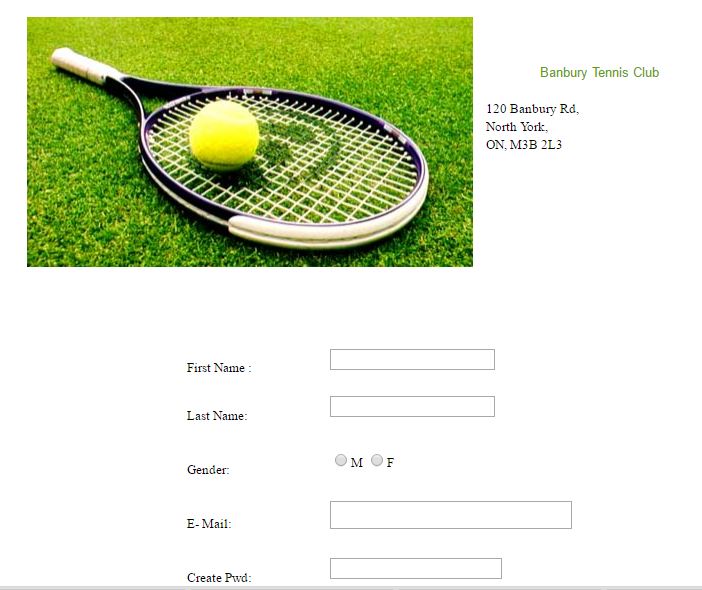 Banbury Tennis Club
120 Banbury Rd,
North York,
ON, M3B 2L3
First Name :
Last Name:
Gender: M F
E- Mail:
Create Pwd: